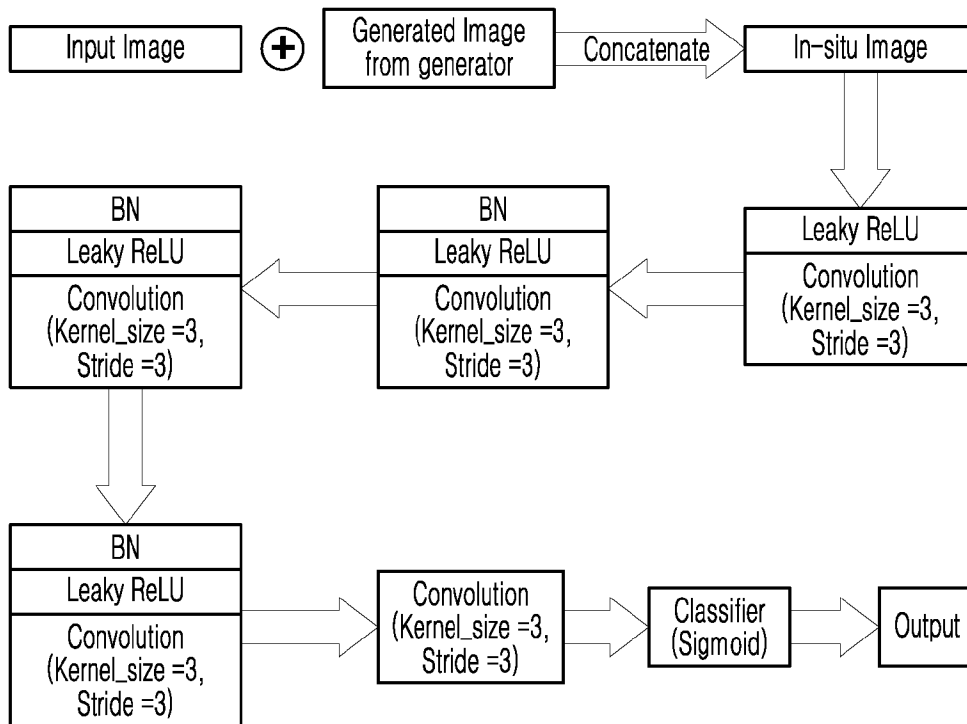 Input Image
+
Generated Image
from generator
Concatenate
In-situ Image
Leaky ReLU
Convolution
(Kernel_size =3,
Stride =3)
BN
Leaky ReLU
Convolution
(Kernel_size =3,
Stride =3)
BN
Leaky ReLU
Convolution
(Kernel_size =3,
Stride =3)
BN
Leaky ReLU
Convolution
(Kernel_size =3,
Stride =3)
Convolution
(Kernel_size =3,
Stride =3)
Classifier
(Sigmoid)
Output